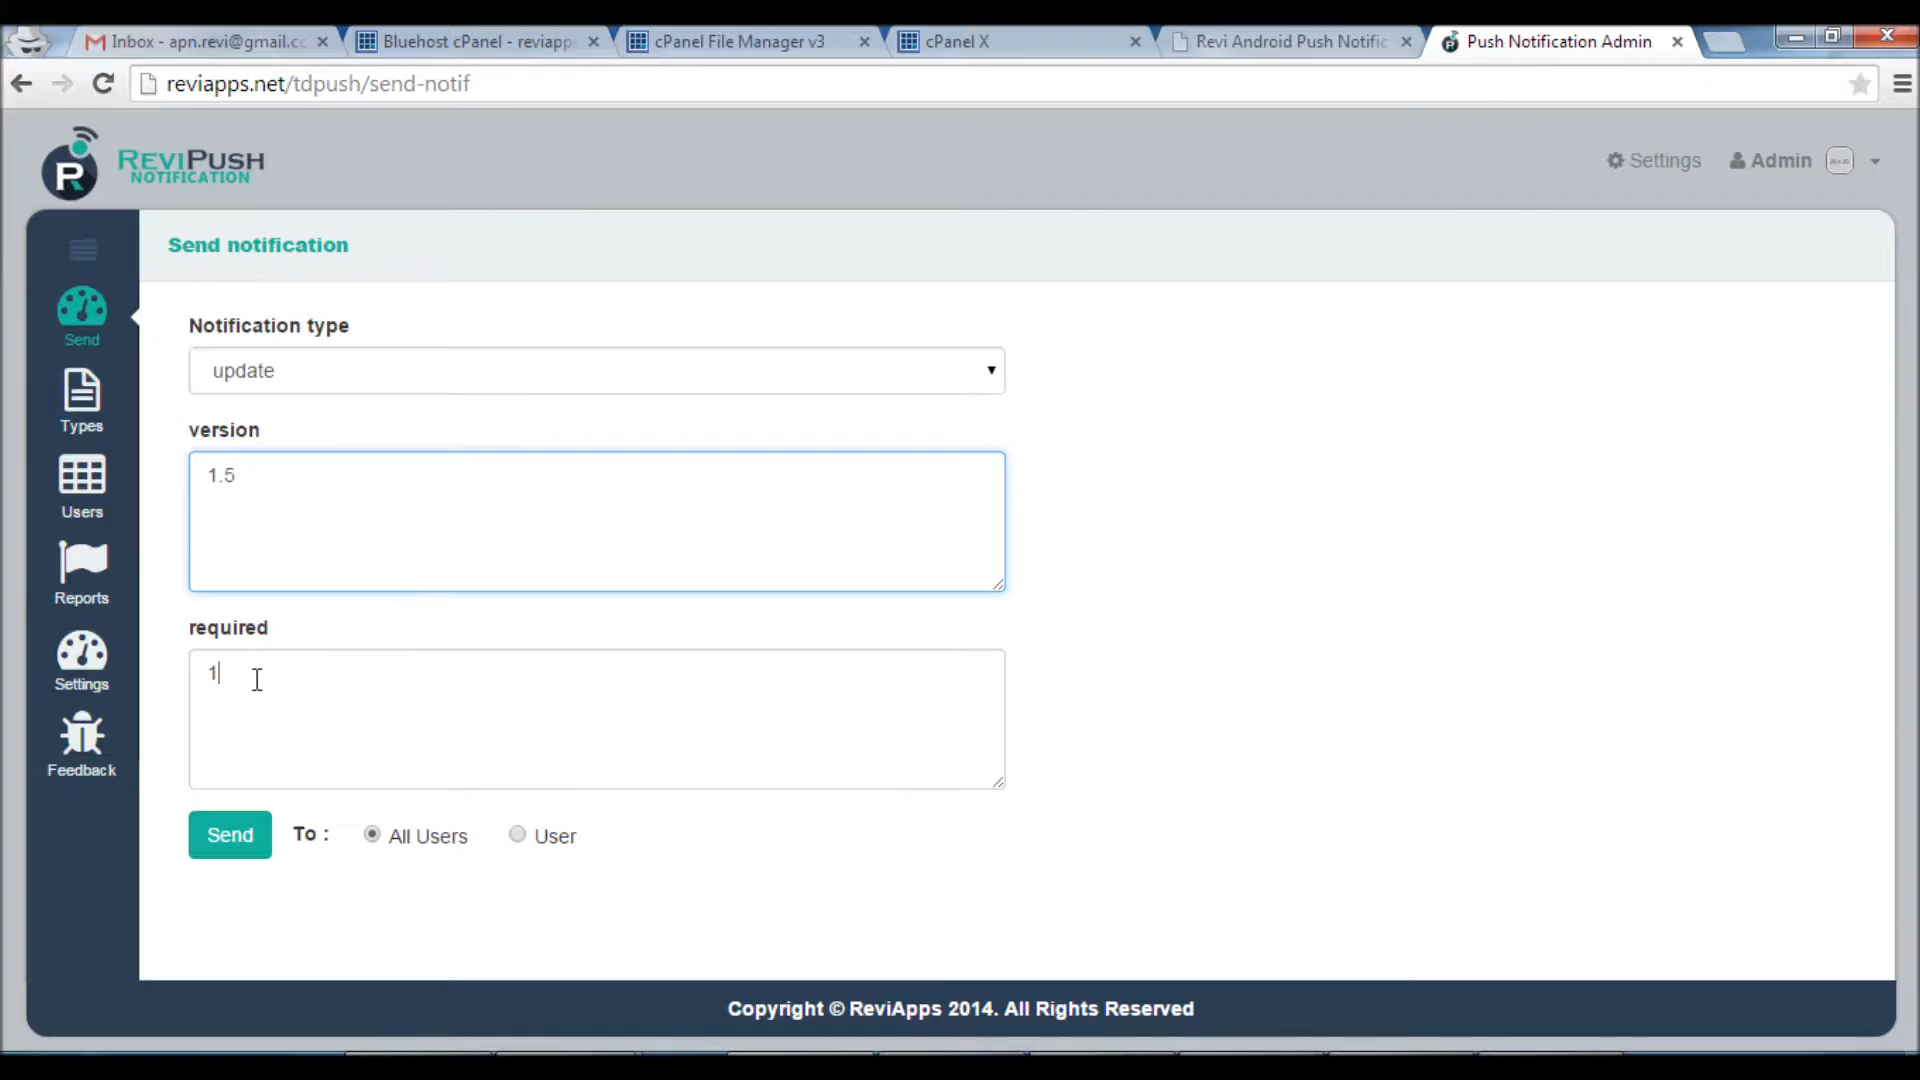 Inbox - apn.revi@gmail.cc
Bluehost cPanel - reviapp
cPanel File Manager v3
cPanel X
Revi Android Push Notific
Push Notification Admin
reviapps.net/tdpush/send-notif
R
REVIPUSH
NOTIFICATION
Settings
Admin
Send notification
Send
Types
Users
Reports
Settings
Feedback
Notification type
update
version
1.5
required
1
Send
To :
All Users
User
Copyright © ReviApps 2014. All Rights Reserved